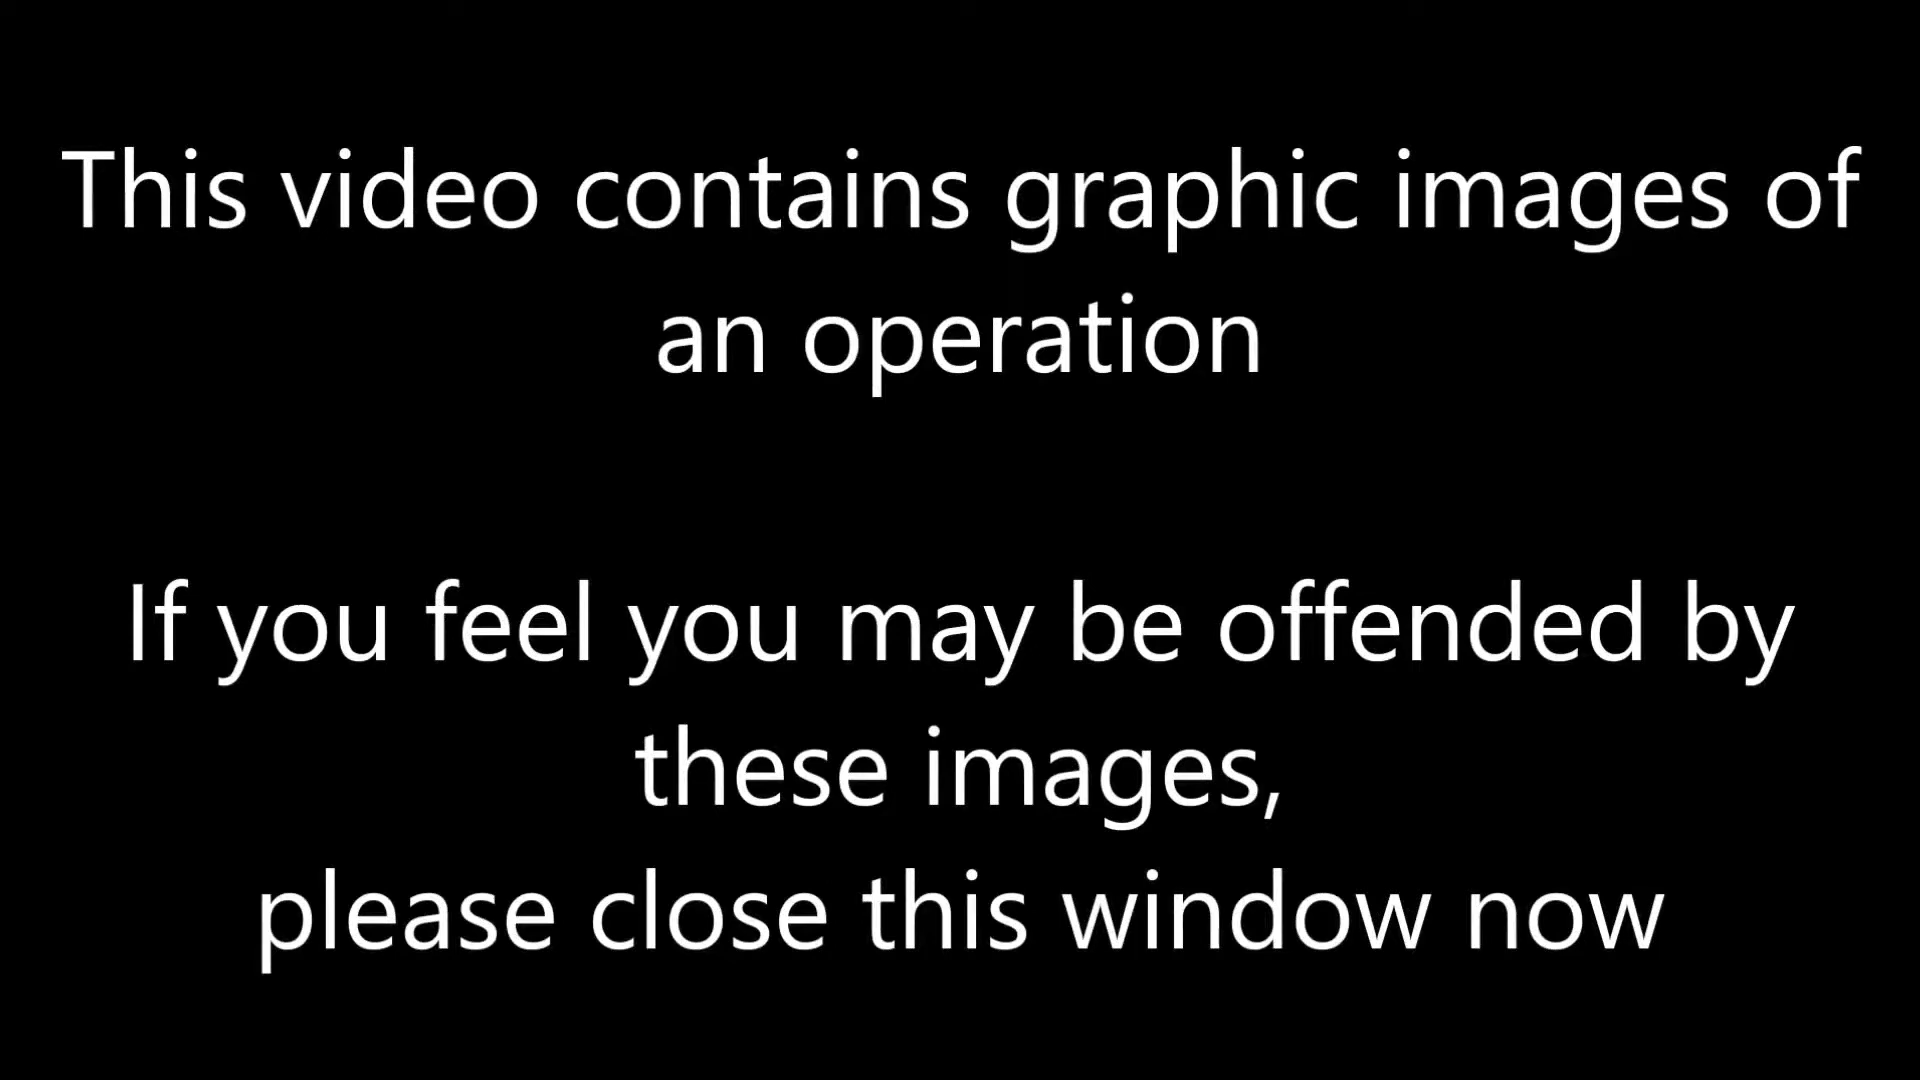 This video contains graphic images of
an operation
If you feel you may be offended by
these images,
please close this window now